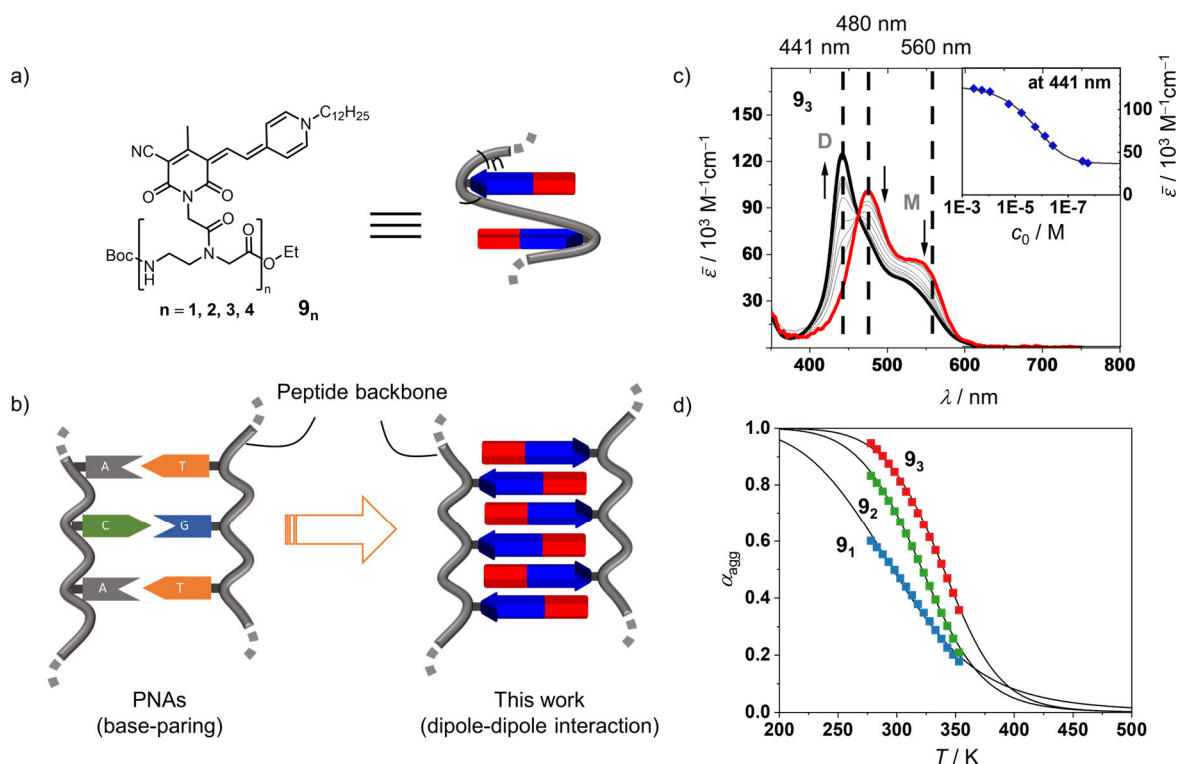 a)
C₁₂H₂₅
N
NC
O
N
O
O
O
Boc
N
H
N
O
Et
n
n = 1, 2, 3, 4
9ₙ
n
b)
Peptide backbone
A
T
C
G
A
T
PNAs
(base-paring)
This work
(dipole-dipole interaction)
c)
480 nm
441 nm
560 nm
9₃
D
M
ε̄ / 10³ M⁻¹cm⁻¹
150
120
90
60
30
400
500
600
700
800
λ / nm
at 441 nm
100
50
0
ε̄ / 10³ M⁻¹cm⁻¹
1E-3
1E-5
1E-7
c₀ / M
d)
α_agg
1.0
0.8
0.6
0.4
0.2
0.0
9₃
9₂
9₁
200
250
300
350
400
450
500
T / K